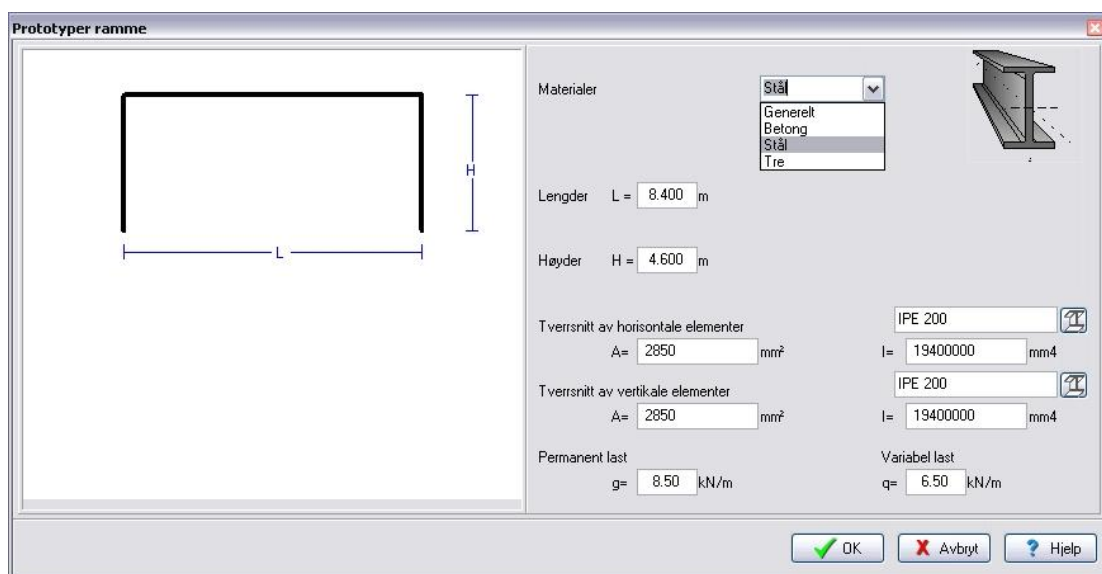 Prototyper ramme
H
L
Materialer Stål
Generelt
Betong
Stål
Tre
Lengder L = 8.400 m
Høyder H = 4.600 m
Tverrsnitt av horisontale elementer IPE 200
A= 2850 mm² I= 19400000 mm4
Tverrsnitt av vertikale elementer IPE 200
A= 2850 mm² I= 19400000 mm4
Permanent last Variabel last
g= 8.50 kN/m q= 6.50 kN/m
OK Avbryt ? Hjelp